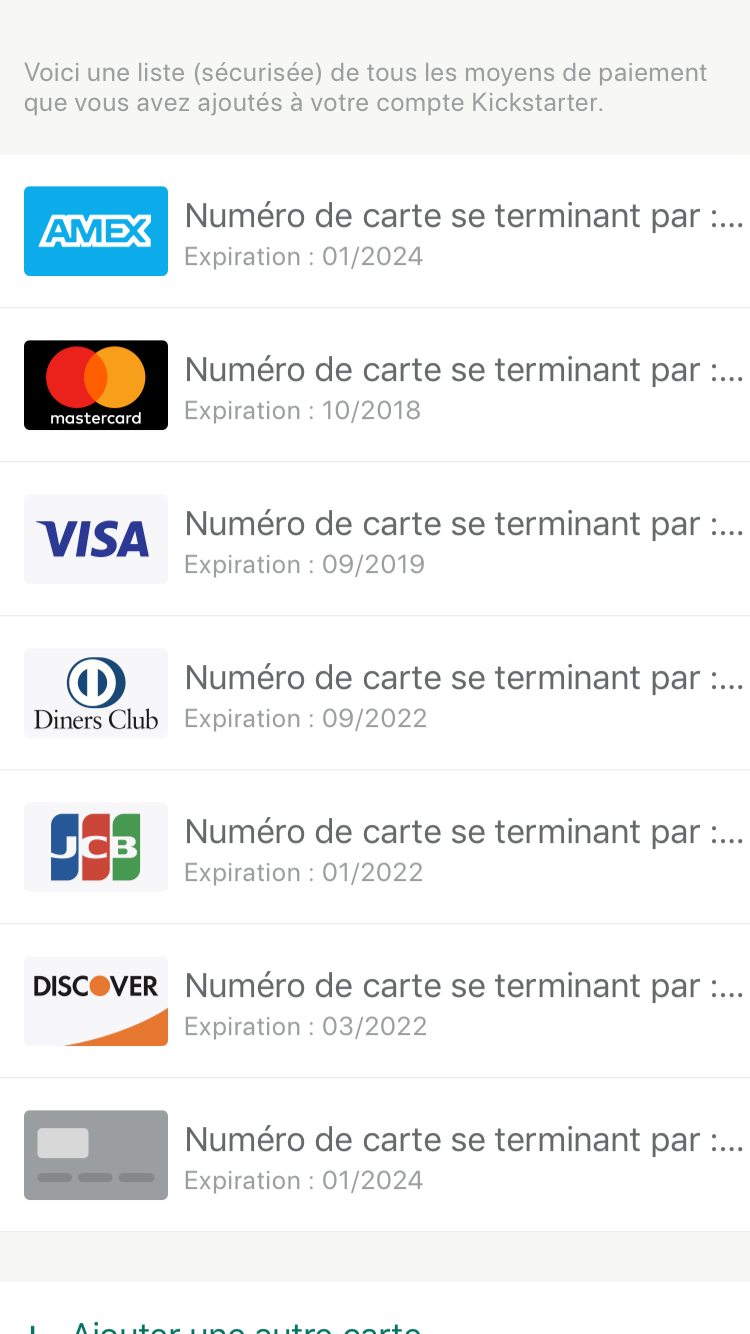 Voici une liste (sécurisée) de tous les moyens de paiement
que vous avez ajoutés à votre compte Kickstarter.
AMEX
Numéro de carte se terminant par :...
Expiration : 01/2024
mastercard
Numéro de carte se terminant par :...
Expiration : 10/2018
VISA
Numéro de carte se terminant par :...
Expiration : 09/2019
Diners Club
Numéro de carte se terminant par :...
Expiration : 09/2022
JCB
Numéro de carte se terminant par :...
Expiration : 01/2022
DISCOVER
Numéro de carte se terminant par :...
Expiration : 03/2022
Numéro de carte se terminant par :...
Expiration : 01/2024
+ Ajouter une autre carte